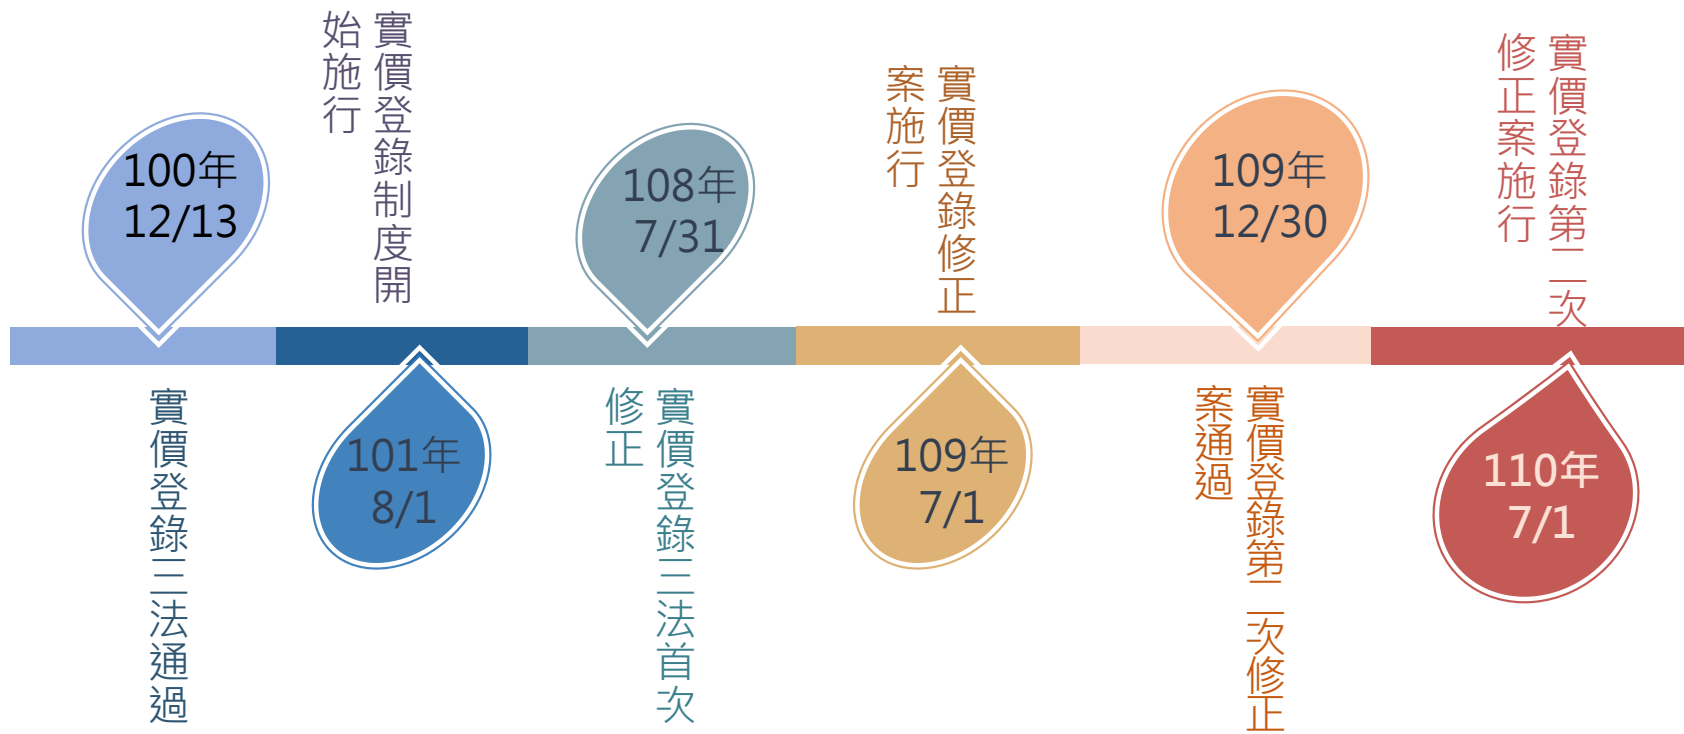 100年
12/13
實價登錄三法通過
實價登錄制度開
始施行
101年
8/1
108年
7/31
實價登錄三法首次
修正
實價登錄修正
案施行
109年
7/1
109年
12/30
實價登錄第二次修正
案通過
實價登錄第二次
修正案施行
110年
7/1